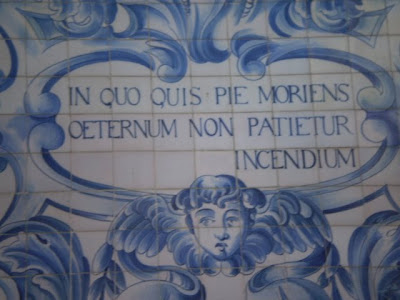 IN QUO QUIS · PIE MORIENS
OETERNUM NON PATIETUR
INCENDIUM